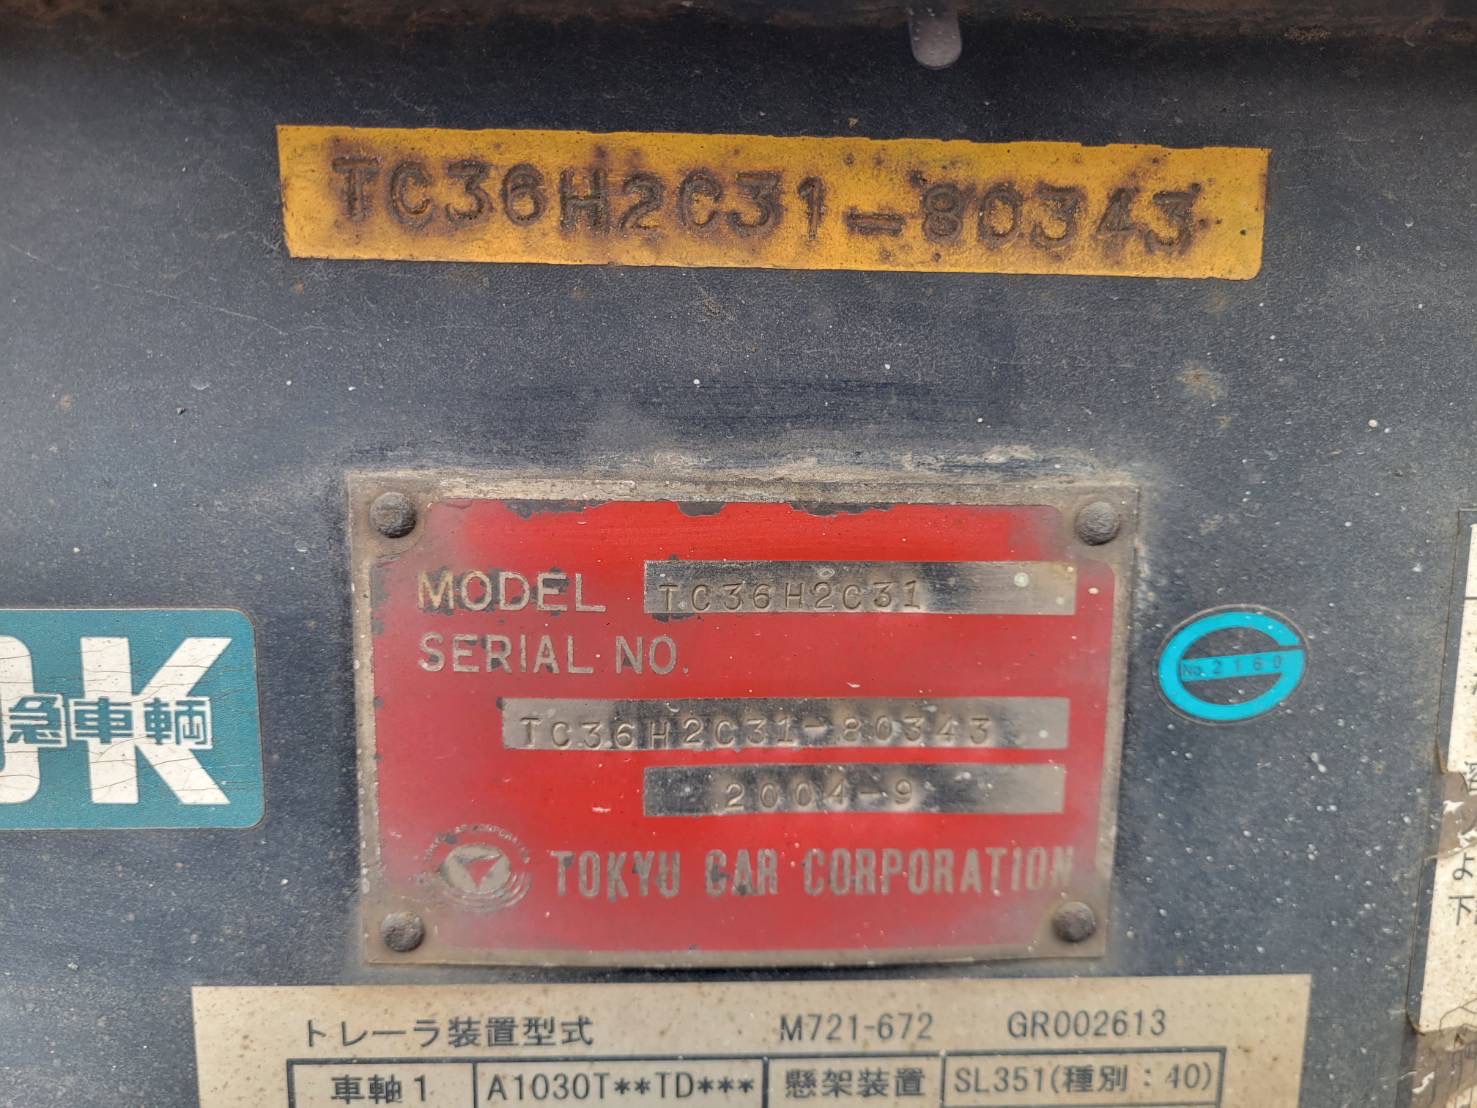 TC36H2C31-80343
MODEL TC36H2C31
SERIAL NO.
TC36H2C31-80343
2004-9
TOKYU CAR CORPORATION
No. 2160
K
急車輌
トレーラ装置型式 M721-672 GR002613
車軸1 A1030T**TD*** 懸架装置 SL351(種別：40)
よ
下